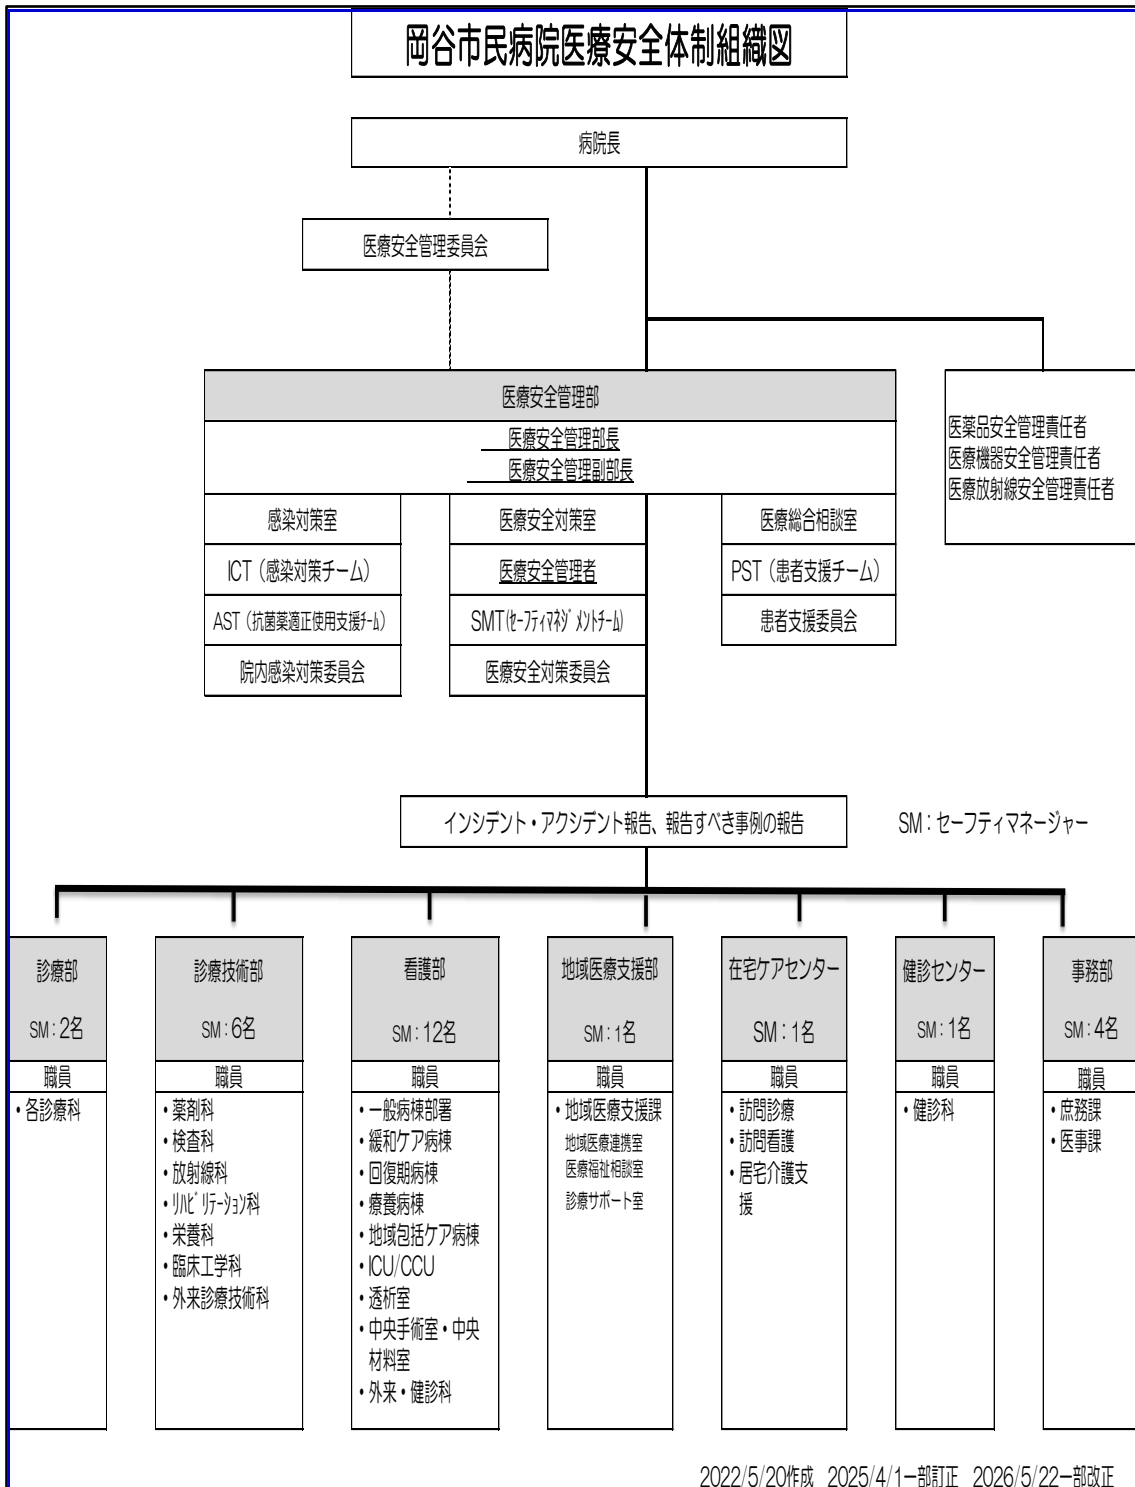 岡谷市民病院医療安全体制組織図
病院長
医療安全管理委員会
医療安全管理部
医療安全管理部長
医療安全管理副部長
医薬品安全管理責任者
医療機器安全管理責任者
医療放射線安全管理責任者
感染対策室
ICT（感染対策チーム）
AST（抗菌薬適正使用支援ﾁｰﾑ）
院内感染対策委員会
医療安全対策室
医療安全管理者
SMT(ｾｰﾌﾃｨﾏﾈｼﾞﾒﾝﾄﾁｰﾑ)
医療安全対策委員会
医療総合相談室
PST（患者支援チーム）
患者支援委員会
インシデント・アクシデント報告、報告すべき事例の報告
SM：セーフティマネージャー
診療部
SM：2名
職員
・各診療科
診療技術部
SM：6名
職員
・薬剤科
・検査科
・放射線科
・ﾘﾊﾋﾞﾘﾃｰｼｮﾝ科
・栄養科
・臨床工学科
・外来診療技術科
看護部
SM：12名
職員
・一般病棟部署
・緩和ケア病棟
・回復期病棟
・療養病棟
・地域包括ケア病棟
・ICU/CCU
・透析室
・中央手術室・中央
材料室
・外来・健診科
地域医療支援部
SM：1名
職員
・地域医療支援課
地域医療連携室
医療福祉相談室
診療サポート室
在宅ケアセンター
SM：1名
職員
・訪問診療
・訪問看護
・居宅介護支
援
健診センター
SM：1名
職員
・健診科
事務部
SM：4名
職員
・庶務課
・医事課
2022/5/20作成 2025/4/1一部訂正 2026/5/22一部改正